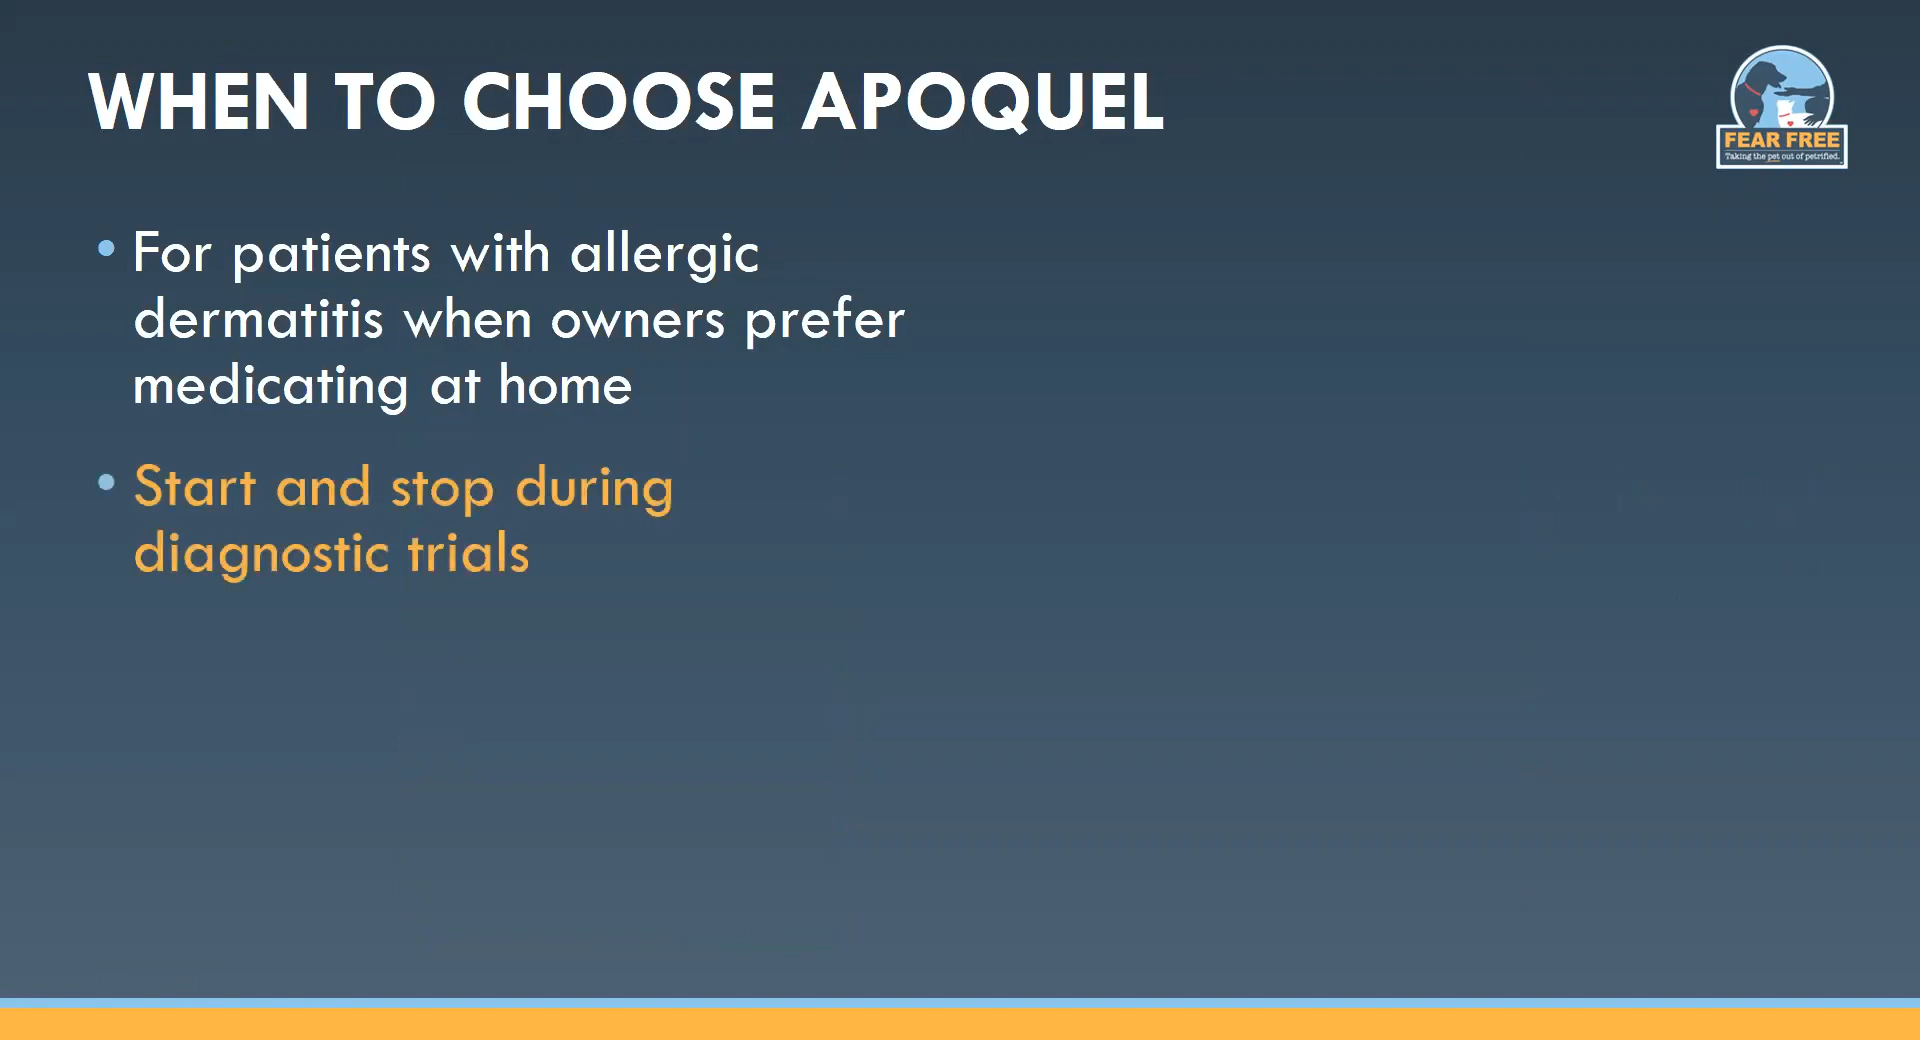 WHEN TO CHOOSE APOQUEL
FEAR FREE
Taking the pet out of petrified.
• For patients with allergic
dermatitis when owners prefer
medicating at home
• Start and stop during
diagnostic trials